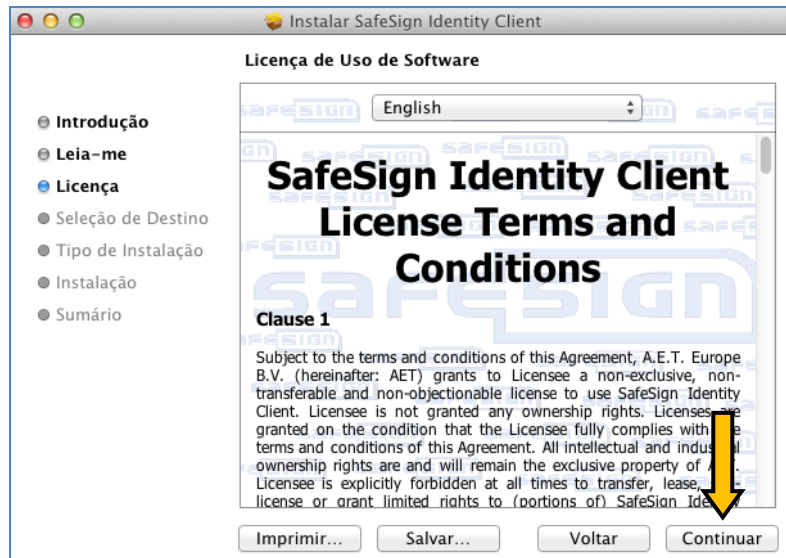 Instalar SafeSign Identity Client
Licença de Uso de Software
Introdução
Leia-me
Licença
Seleção de Destino
Tipo de Instalação
Instalação
Sumário
English
SafeSign Identity Client
License Terms and
Conditions
Clause 1
Subject to the terms and conditions of this Agreement, A.E.T. Europe
B.V. (hereinafter: AET) grants to Licensee a non-exclusive, non-
transferable and non-objectionable license to use SafeSign Identity
Client. Licensee is not granted any ownership rights. Licenses are
granted on the condition that the Licensee fully complies with
terms and conditions of this Agreement. All intellectual and
ownership rights are and will remain the exclusive property of
Licensee is explicitly forbidden at all times to transfer, lease,
license or grant limited rights to (portions of) SafeSign
Imprimir...
Salvar...
Voltar
Continuar